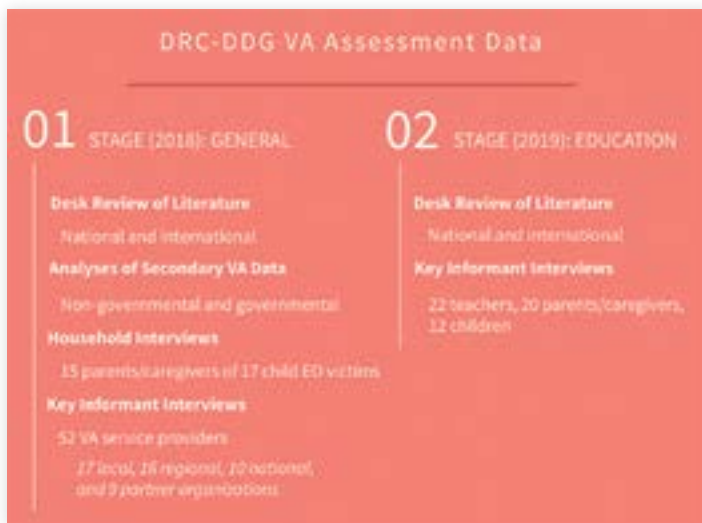 DRC-DDG VA Assessment Data
01 STAGE (2018): GENERAL
Desk Review of Literature
National and international
Analyses of Secondary VA Data
Non-governmental and governmental
Household Interviews
15 parents/caregivers of 17 child EO victims
Key Informant Interviews
52 VA service providers
17 local, 16 regional, 10 national,
and 9 partner organizations
02 STAGE (2019): EDUCATION
Desk Review of Literature
National and international
Key Informant Interviews
22 teachers, 20 parents/caregivers,
12 children